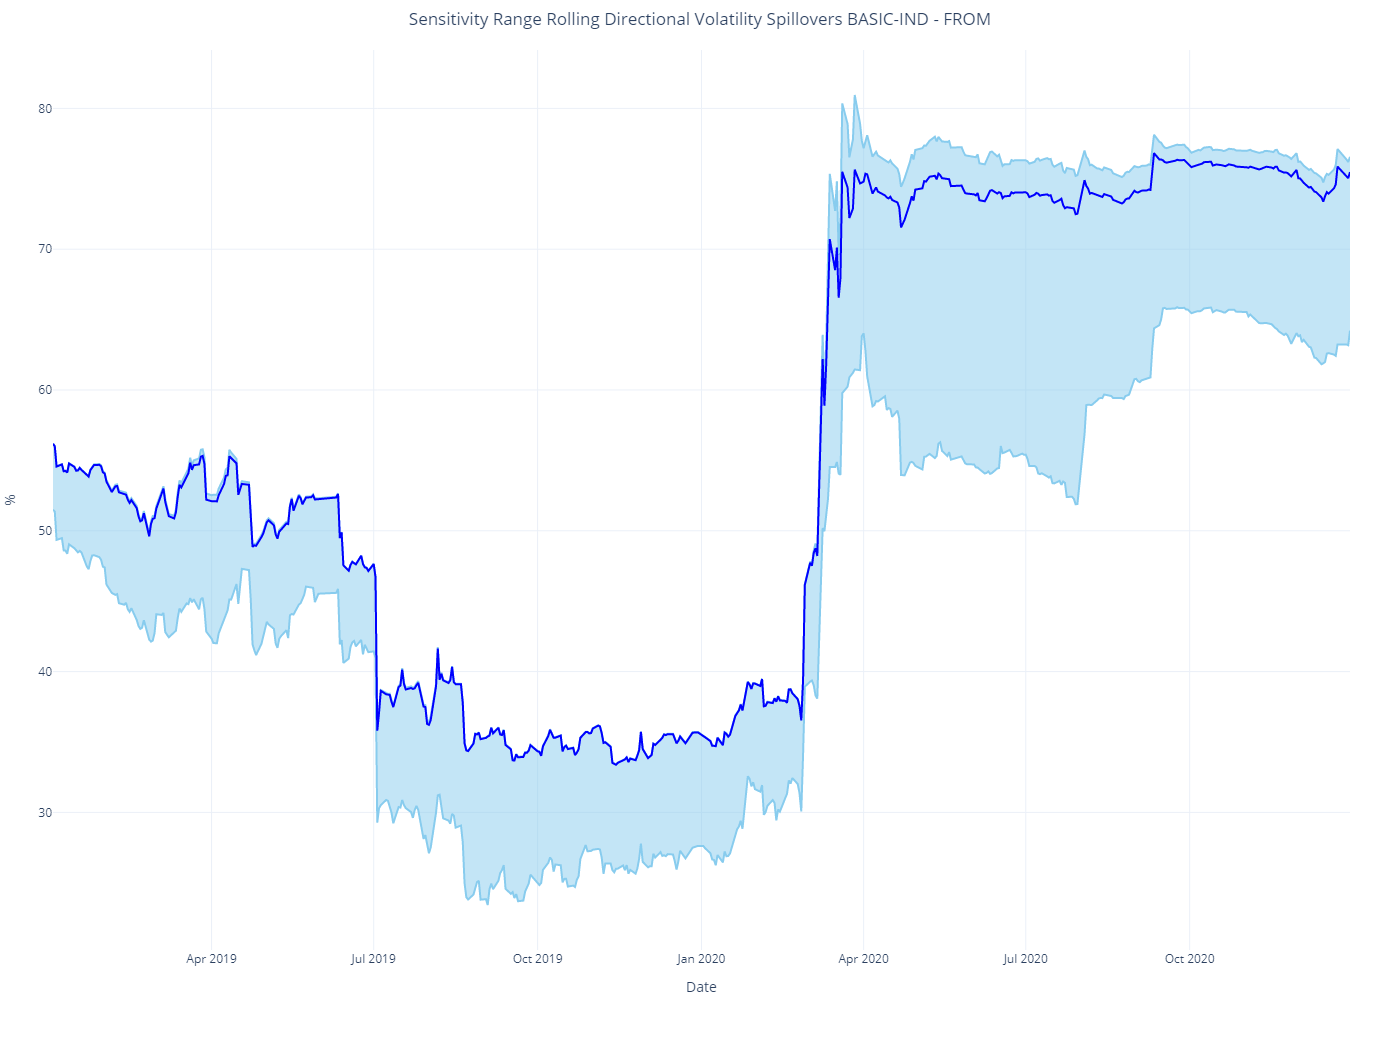 Sensitivity Range Rolling Directional Volatility Spillovers BASIC-IND - FROM
80
70
60
50
40
30
%
Apr 2019
Jul 2019
Oct 2019
Jan 2020
Apr 2020
Jul 2020
Oct 2020
Date